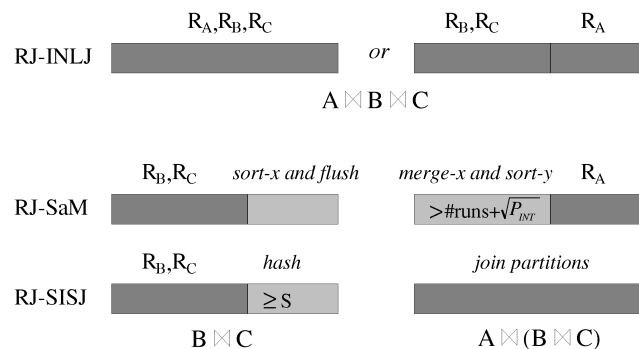 R_A,R_B,R_C
R_B,R_C R_A
RJ-INLJ or
A ⋈ B ⋈ C
R_B,R_C sort-x and flush merge-x and sort-y R_A
RJ-SaM >#runs+√P_INT
R_B,R_C hash join partitions
RJ-SISJ ≥ S
B ⋈ C A ⋈ (B ⋈ C)